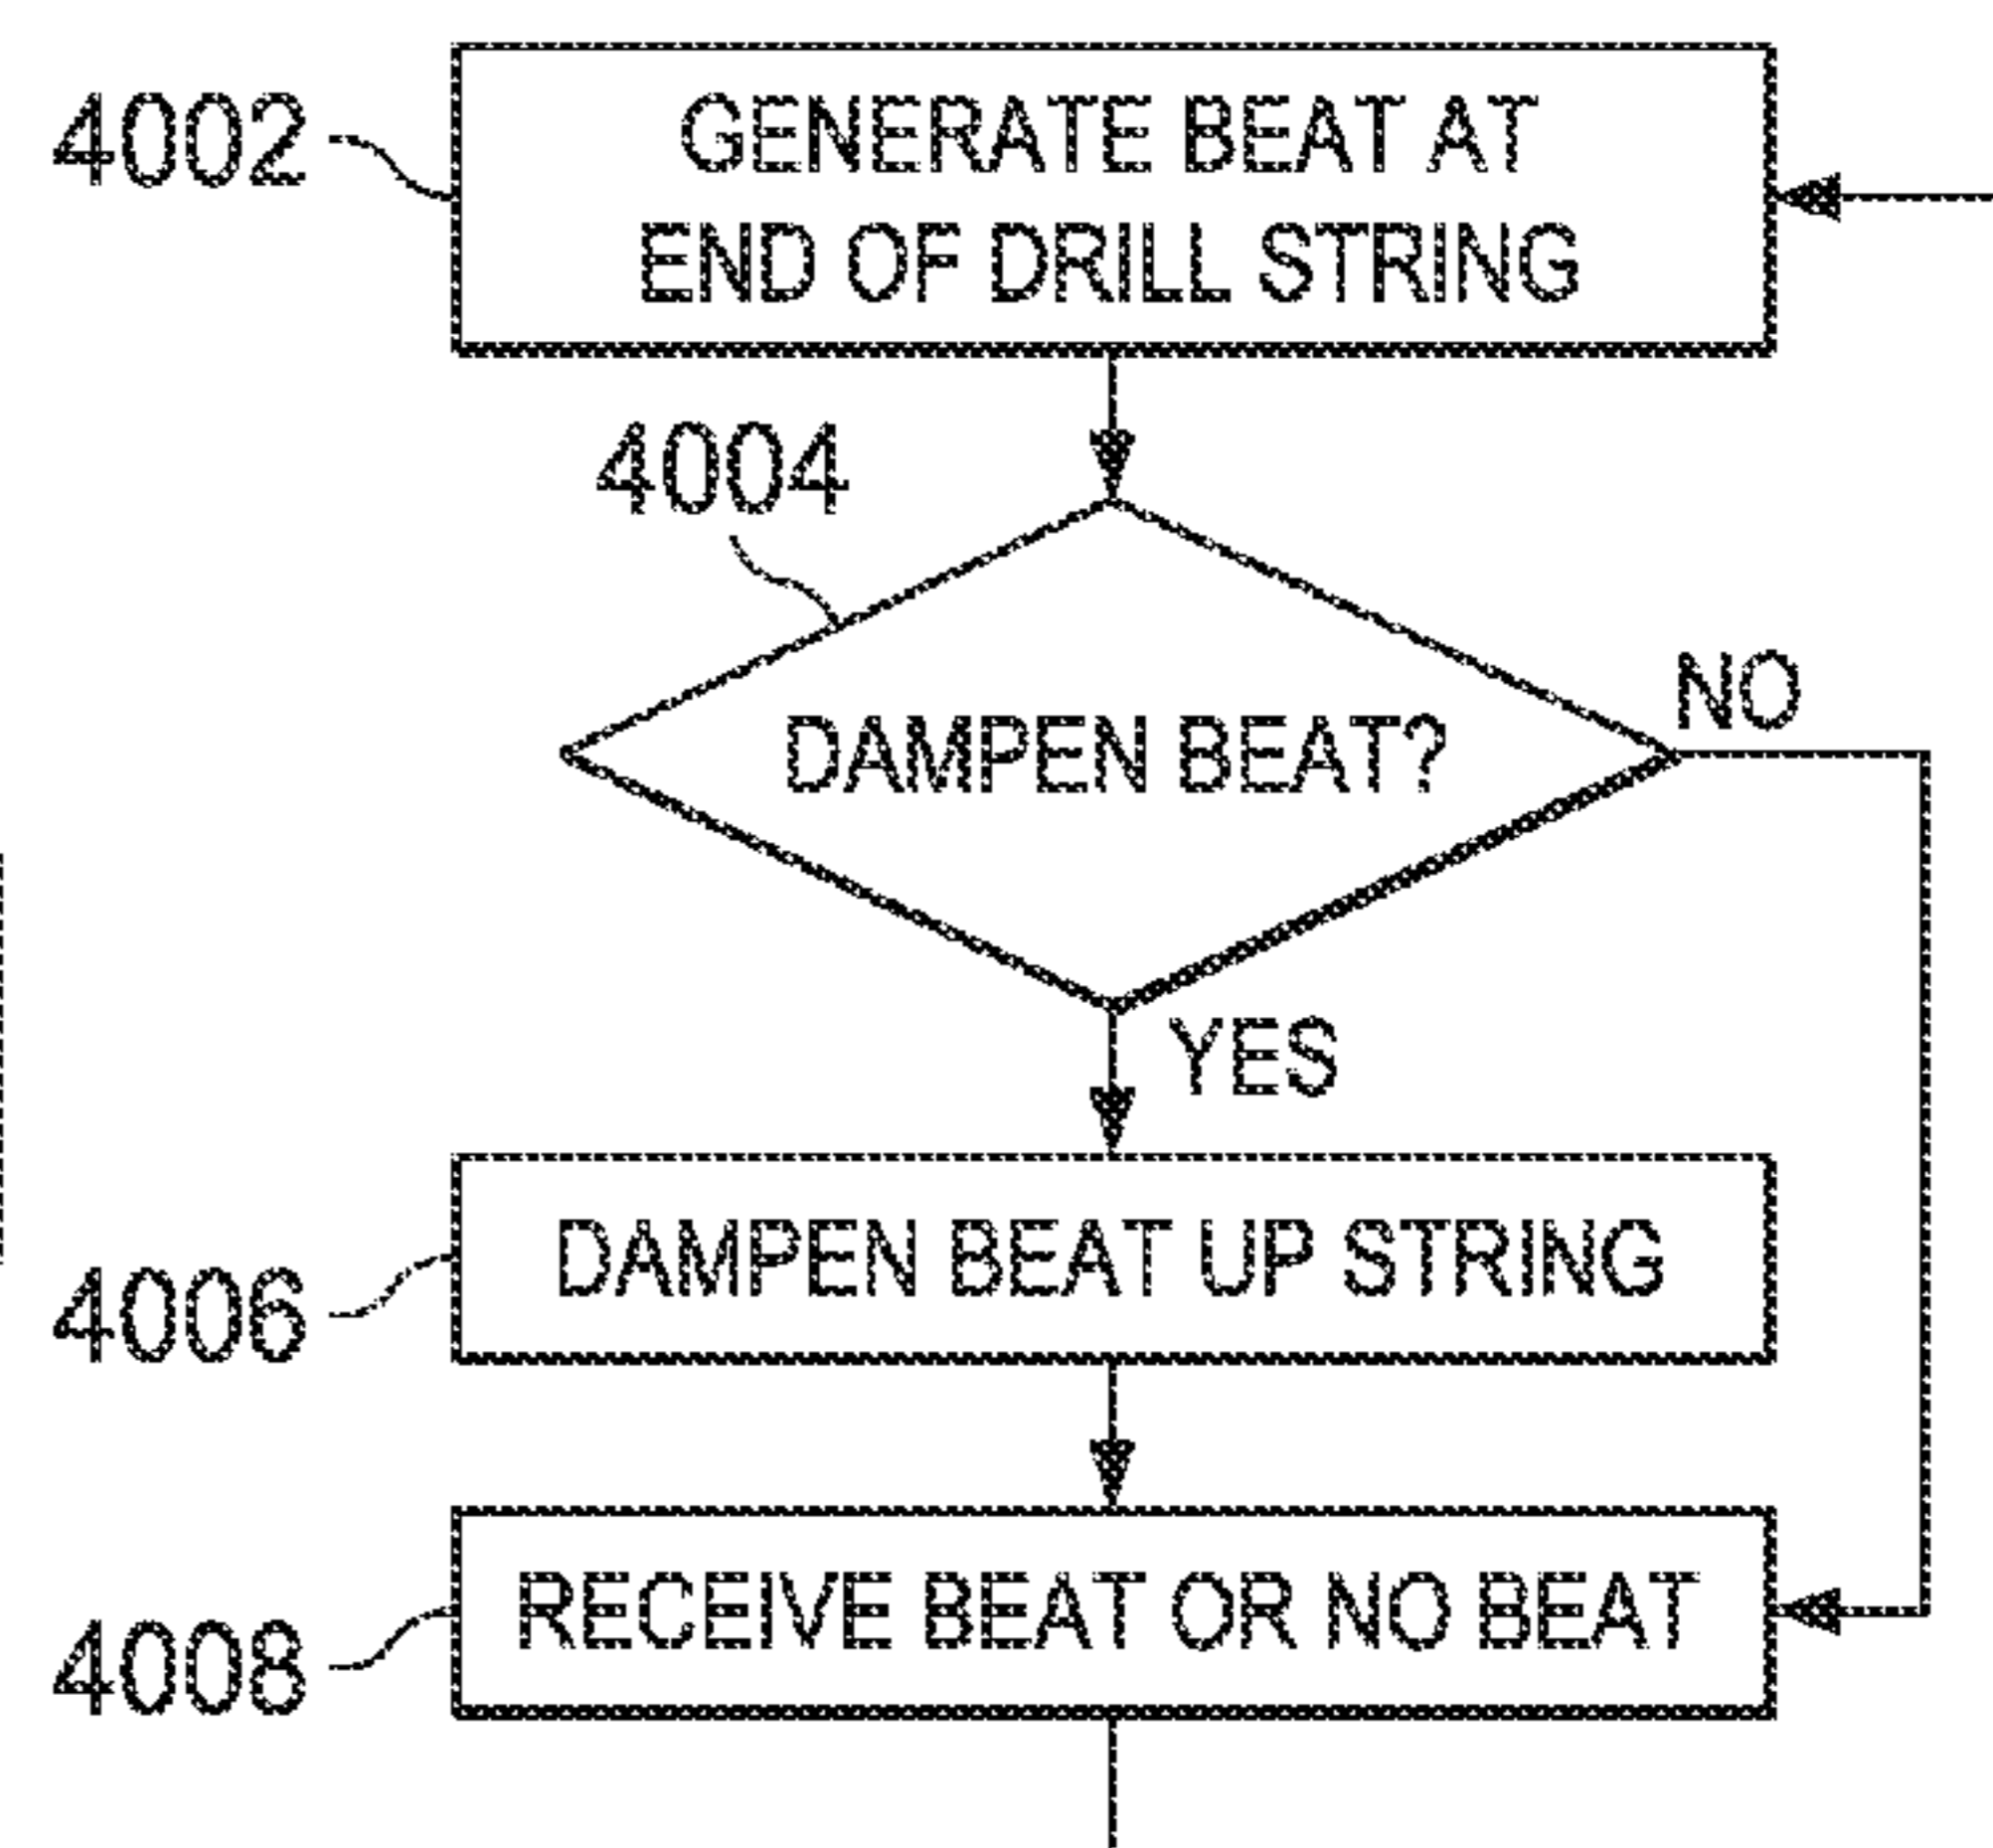 4002
GENERATE BEAT AT
END OF DRILL STRING
4004
DAMPEN BEAT?
NO
YES
4006
DAMPEN BEAT UP STRING
4008
RECEIVE BEAT OR NO BEAT